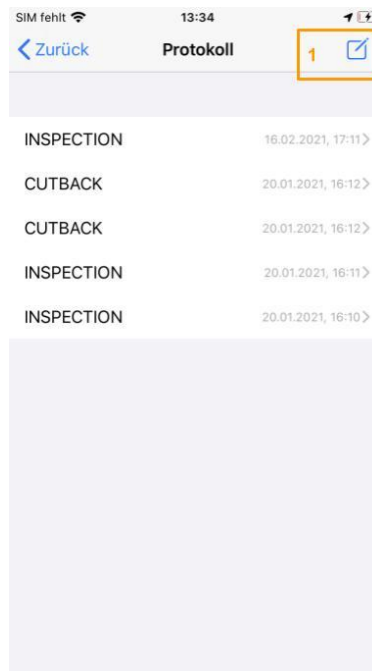 SIM fehlt 13:34
Zurück Protokoll 1
INSPECTION 16.02.2021, 17:11
CUTBACK 20.01.2021, 16:12
CUTBACK 20.01.2021, 16:12
INSPECTION 20.01.2021, 16:11
INSPECTION 20.01.2021, 16:10